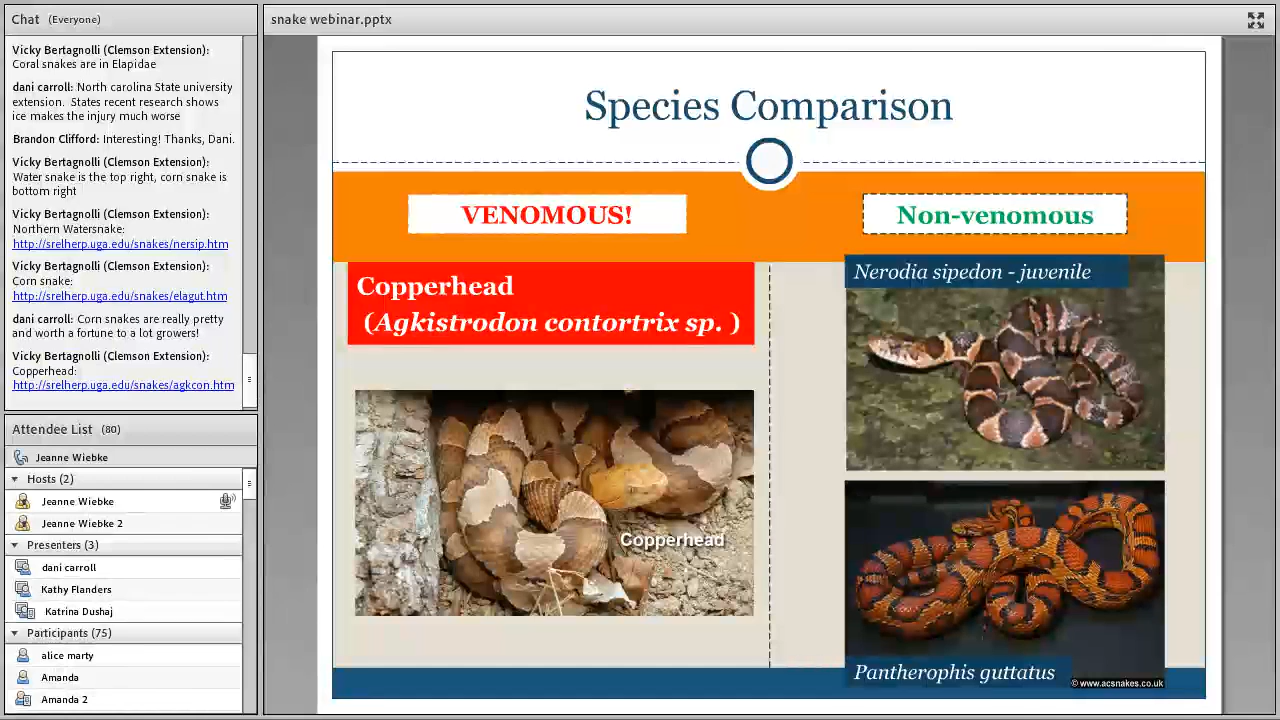 Chat (Everyone)
Vicky Bertagnolli (Clemson Extension):
Coral snakes are in Elapidae
dani carroll: North carolina State university
extension.  States recent research shows
ice makes the injury much worse
Brandon Clifford: Interesting! Thanks, Dani.
Vicky Bertagnolli (Clemson Extension):
Water snake is the top right, corn snake is
bottom right
Vicky Bertagnolli (Clemson Extension):
Northern Watersnake:
http://srelherp.uga.edu/snakes/nersip.htm
Vicky Bertagnolli (Clemson Extension):
Corn snake:
http://srelherp.uga.edu/snakes/elagut.htm
dani carroll: Corn snakes are really pretty
and worth a fortune to a lot growers!
Vicky Bertagnolli (Clemson Extension):
Copperhead:
http://srelherp.uga.edu/snakes/agkcon.htm
Attendee List (80)
Jeanne Wiebke
Hosts (2)
Jeanne Wiebke
Jeanne Wiebke 2
Presenters (3)
dani carroll
Kathy Flanders
Katrina Dushaj
Participants (75)
alice marty
Amanda
Amanda 2
snake webinar.pptx
Species Comparison
VENOMOUS!
Non-venomous
Copperhead
(Agkistrodon contortrix sp. )
Copperhead
Nerodia sipedon - juvenile
Pantherophis guttatus
© www.acsnakes.co.uk